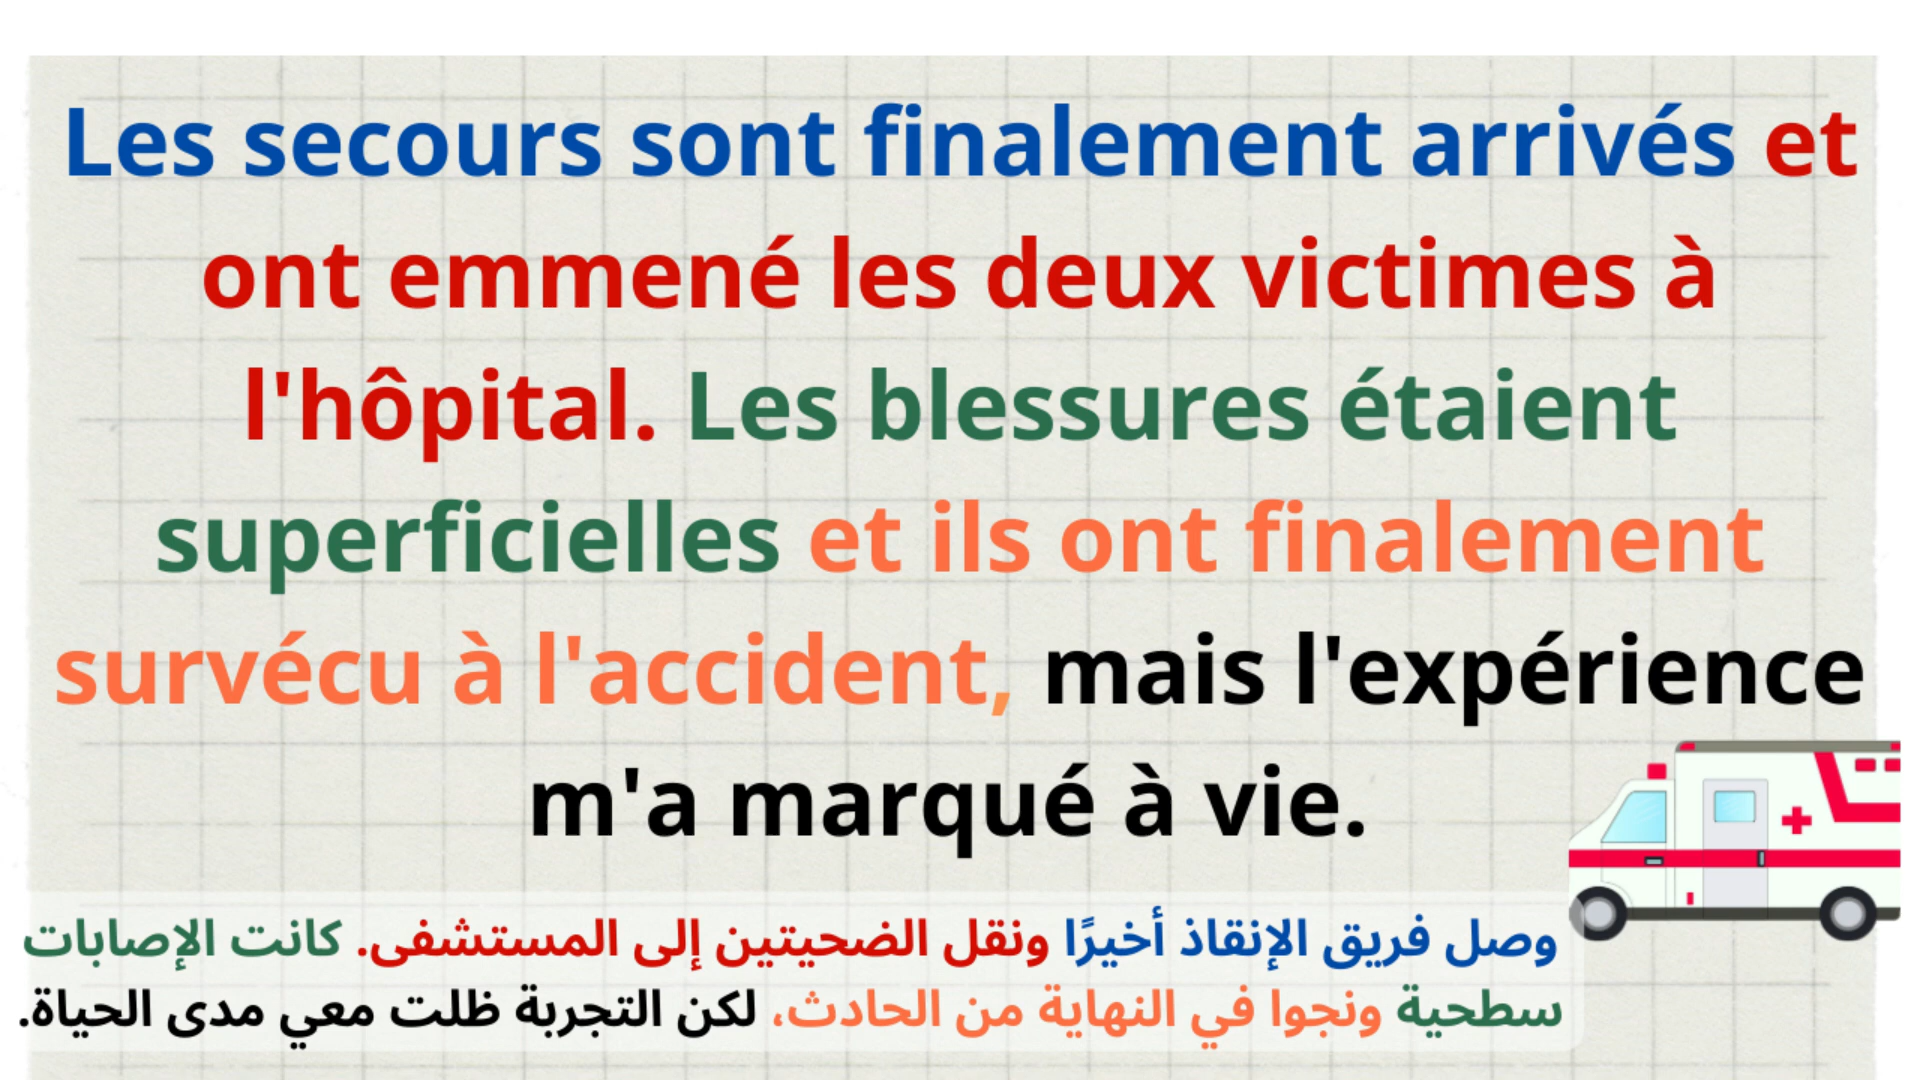 Les secours sont finalement arrivés et
ont emmené les deux victimes à
l'hôpital. Les blessures étaient
superficielles et ils ont finalement
survécu à l'accident, mais l'expérience
m'a marqué à vie.
وصل فريق الإنقاذ أخيرًا ونقل الضحيتين إلى المستشفى. كانت الإصابات
سطحية ونجوا في النهاية من الحادث، لكن التجربة ظلت معي مدى الحياة.